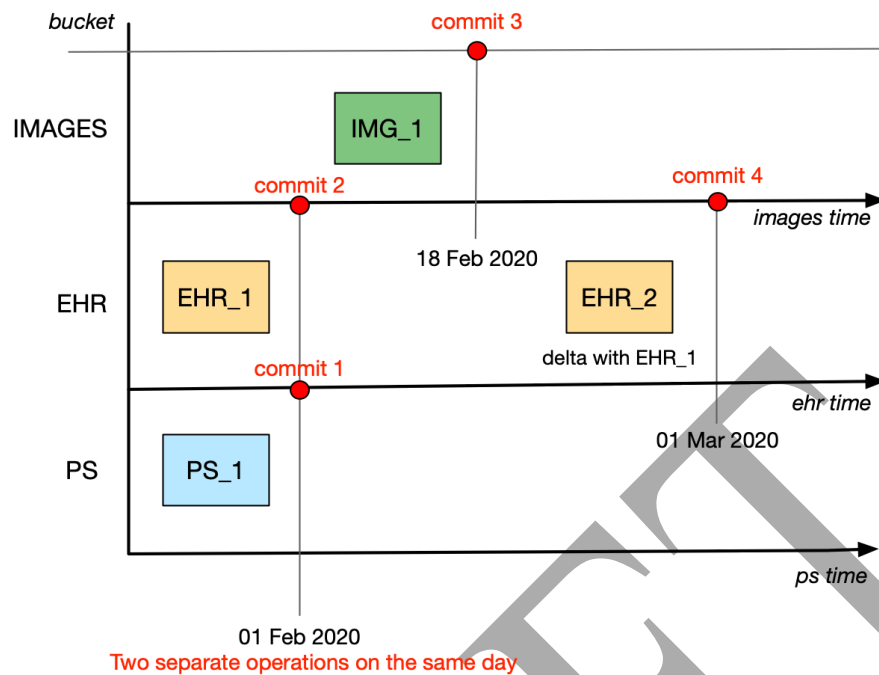 bucket
commit 3
IMAGES
IMG_1
commit 2
commit 4
images time
18 Feb 2020
EHR
EHR_1
EHR_2
delta with EHR_1
commit 1
ehr time
01 Mar 2020
PS
PS_1
ps time
01 Feb 2020
Two separate operations on the same day